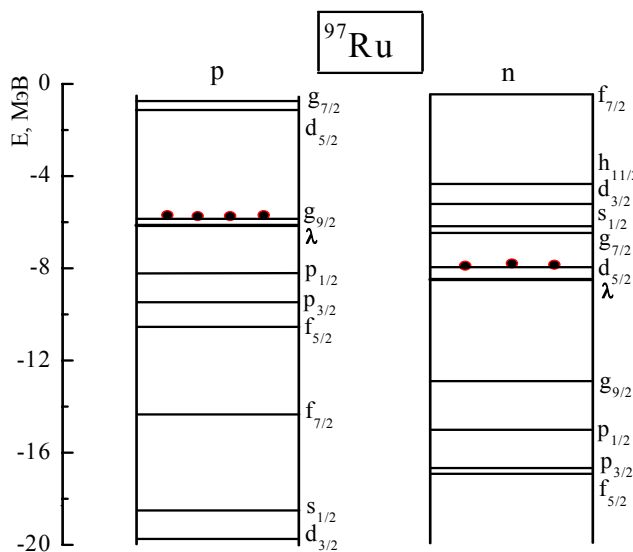 ⁹⁷Ru
p
n
E, МэВ
0
-4
-8
-12
-16
-20
g₇/₂
d₅/₂
g₉/₂
λ
p₁/₂
p₃/₂
f₅/₂
f₇/₂
s₁/₂
d₃/₂
f₇/₂
h₁₁/₂
d₃/₂
s₁/₂
g₇/₂
d₅/₂
λ
g₉/₂
p₁/₂
p₃/₂
f₅/₂